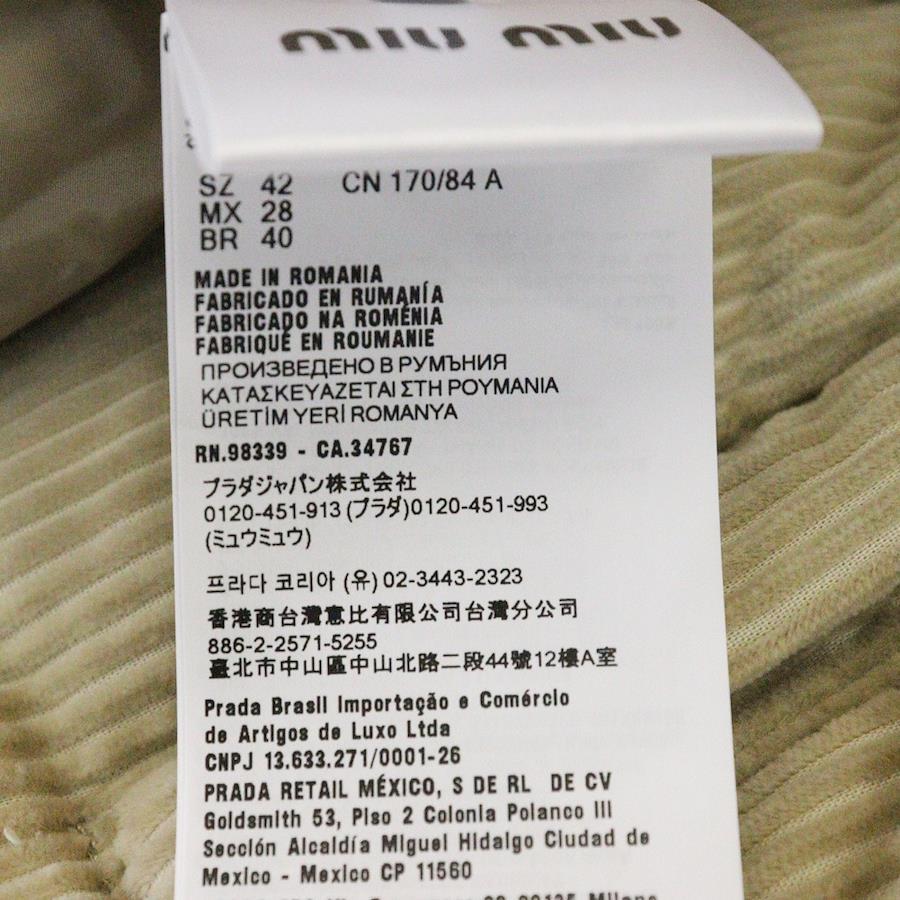 miu miu
SZ 42 CN 170/84 A
MX 28
BR 40
MADE IN ROMANIA
FABRICADO EN RUMANÍA
FABRICADO NA ROMÉNIA
FABRIQUÉ EN ROUMANIE
ПРОИЗВЕДЕНО В РУМЪНИЯ
ΚΑΤΑΣΚΕΥΑΖΕΤΑΙ ΣΤΗ ΡΟΥΜΑΝΙΑ
ÜRETİM YERİ ROMANYA
RN.98339 - CA.34767
プラダジャパン株式会社
0120-451-913 (プラダ)0120-451-993
(ミュウミュウ)
프라다 코리아 (유) 02-3443-2323
香港商台灣意比有限公司台灣分公司
886-2-2571-5255
臺北市中山區中山北路二段44號12樓A室
Prada Brasil Importação e Comércio
de Artigos de Luxo Ltda
CNPJ 13.633.271/0001-26
PRADA RETAIL MÉXICO, S DE RL DE CV
Goldsmith 53, Piso 2 Colonia Polanco III
Sección Alcaldía Miguel Hidalgo Ciudad de
Mexico - Mexico CP 11560